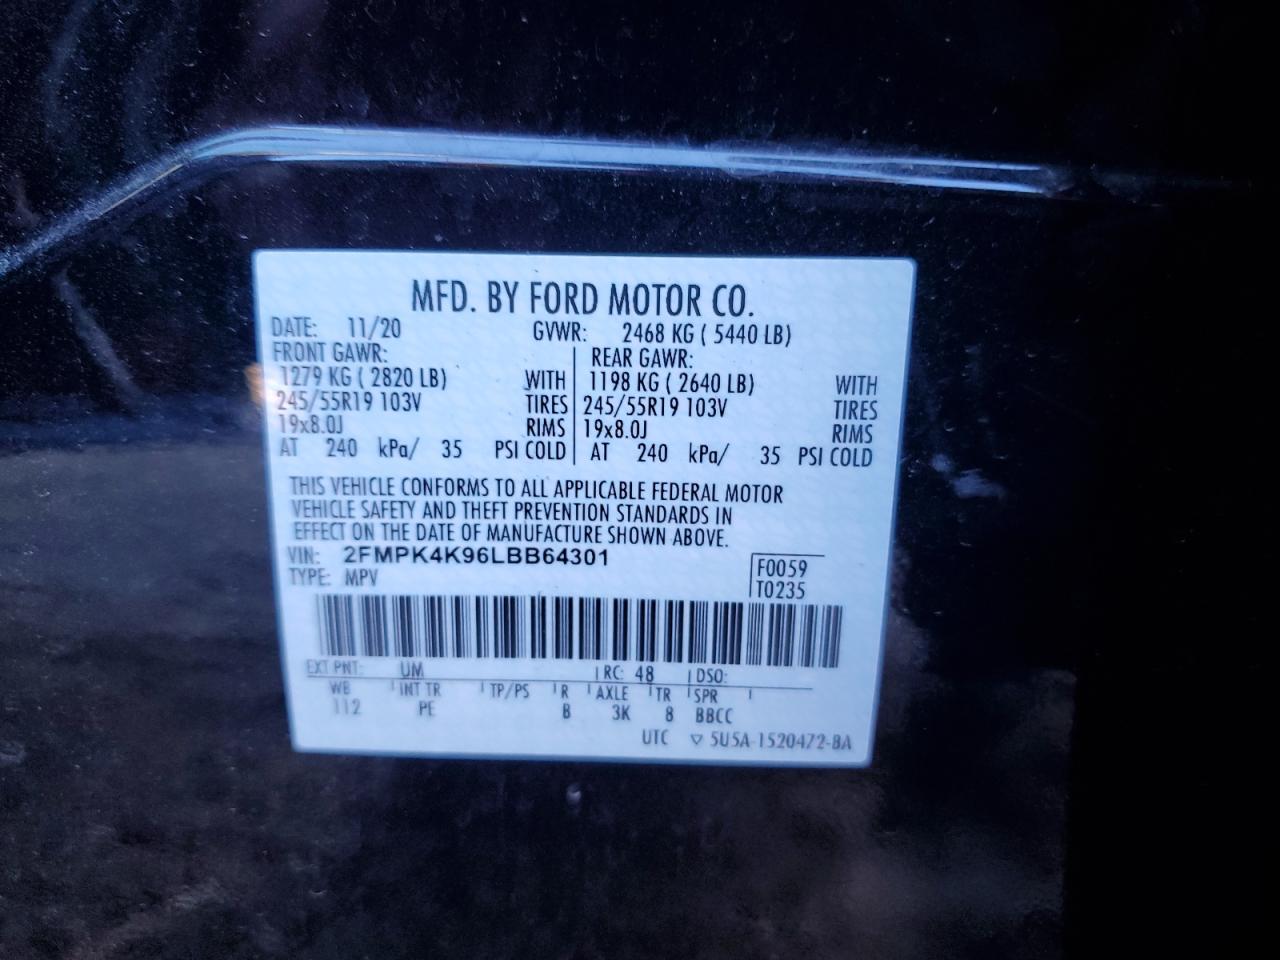 MFD. BY FORD MOTOR CO.
DATE: 11/20 GVWR: 2468 KG ( 5440 LB)
FRONT GAWR: REAR GAWR:
1279 KG ( 2820 LB) WITH 1198 KG ( 2640 LB) WITH
245/55R19 103V TIRES 245/55R19 103V TIRES
19x8.0J RIMS 19x8.0J RIMS
AT 240 kPa/ 35 PSI COLD AT 240 kPa/ 35 PSI COLD
THIS VEHICLE CONFORMS TO ALL APPLICABLE FEDERAL MOTOR
VEHICLE SAFETY AND THEFT PREVENTION STANDARDS IN
EFFECT ON THE DATE OF MANUFACTURE SHOWN ABOVE.
VIN: 2FMPK4K96LBB64301
TYPE: MPV
F0059
T0235
EXT PNT: UM RC: 48 DSO:
WB INT TR TP/PS R AXLE TR SPR
112 PE B 3K 8 BBCC
UTC ▽ 5U5A-1520472-BA